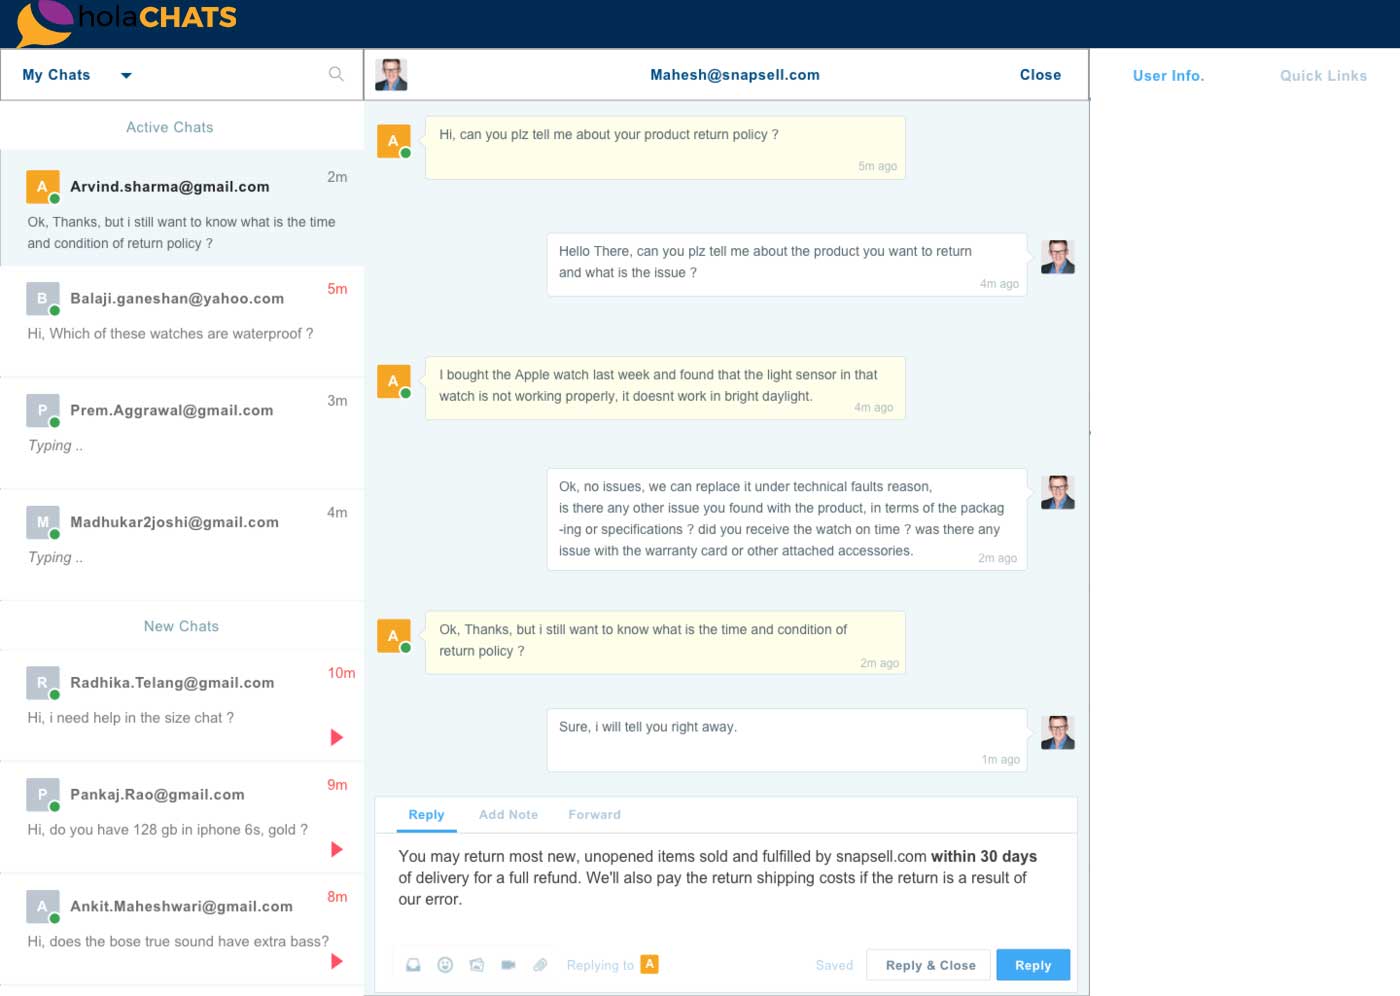 holaCHATS
My Chats
Mahesh@snapsell.com
Close
User Info.
Quick Links
Active Chats
A
Arvind.sharma@gmail.com
2m
Ok, Thanks, but i still want to know what is the time
and condition of return policy ?
B
Balaji.ganeshan@yahoo.com
5m
Hi, Which of these watches are waterproof ?
P
Prem.Aggrawal@gmail.com
3m
Typing ..
M
Madhukar2joshi@gmail.com
4m
Typing ..
New Chats
R
Radhika.Telang@gmail.com
10m
Hi, i need help in the size chat ?
P
Pankaj.Rao@gmail.com
9m
Hi, do you have 128 gb in iphone 6s, gold ?
A
Ankit.Maheshwari@gmail.com
8m
Hi, does the bose true sound have extra bass?
A
Hi, can you plz tell me about your product return policy ?
5m ago
Hello There, can you plz tell me about the product you want to return
and what is the issue ?
4m ago
A
I bought the Apple watch last week and found that the light sensor in that
watch is not working properly, it doesnt work in bright daylight.
4m ago
Ok, no issues, we can replace it under technical faults reason,
is there any other issue you found with the product, in terms of the packag
-ing or specifications ? did you receive the watch on time ? was there any
issue with the warranty card or other attached accessories.
2m ago
A
Ok, Thanks, but i still want to know what is the time and condition of
return policy ?
2m ago
Sure, i will tell you right away.
1m ago
Reply
Add Note
Forward
You may return most new, unopened items sold and fulfilled by snapsell.com within 30 days
of delivery for a full refund. We'll also pay the return shipping costs if the return is a result of
our error.
Replying to
A
Saved
Reply & Close
Reply